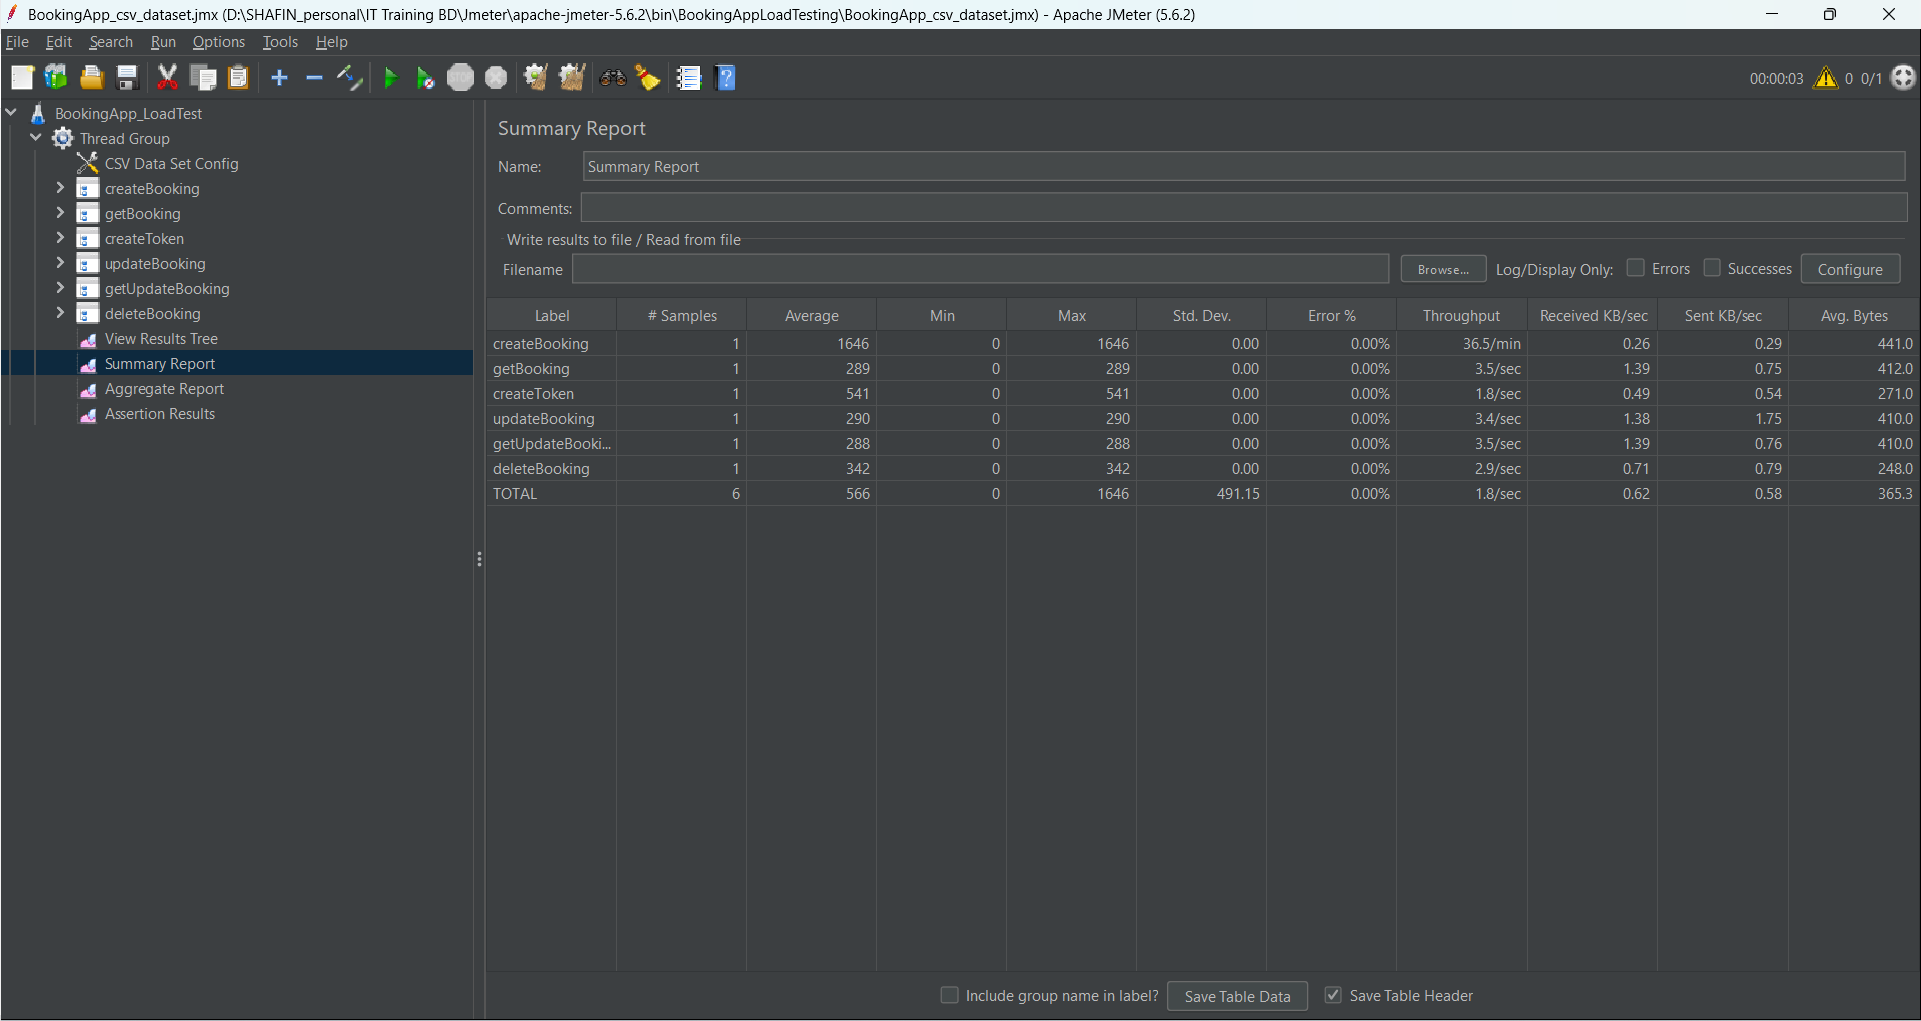 BookingApp_csv_dataset.jmx (D:\SHAFIN_personal\IT Training BD\Jmeter\apache-jmeter-5.6.2\bin\BookingAppLoadTesting\BookingApp_csv_dataset.jmx) - Apache JMeter (5.6.2)
File Edit Search Run Options Tools Help
STOP ? 00:00:03 0 0/1
BookingApp_LoadTest
Thread Group
CSV Data Set Config
createBooking
getBooking
createToken
updateBooking
getUpdateBooking
deleteBooking
View Results Tree
Summary Report
Aggregate Report
Assertion Results
Summary Report
Name: Summary Report
Comments:
Write results to file / Read from file
Filename Browse... Log/Display Only: Errors Successes Configure
Label # Samples Average Min Max Std. Dev. Error % Throughput Received KB/sec Sent KB/sec Avg. Bytes
createBooking 1 1646 0 1646 0.00 0.00% 36.5/min 0.26 0.29 441.0
getBooking 1 289 0 289 0.00 0.00% 3.5/sec 1.39 0.75 412.0
createToken 1 541 0 541 0.00 0.00% 1.8/sec 0.49 0.54 271.0
updateBooking 1 290 0 290 0.00 0.00% 3.4/sec 1.38 1.75 410.0
getUpdateBooki... 1 288 0 288 0.00 0.00% 3.5/sec 1.39 0.76 410.0
deleteBooking 1 342 0 342 0.00 0.00% 2.9/sec 0.71 0.79 248.0
TOTAL 6 566 0 1646 491.15 0.00% 1.8/sec 0.62 0.58 365.3
Include group name in label? Save Table Data Save Table Header